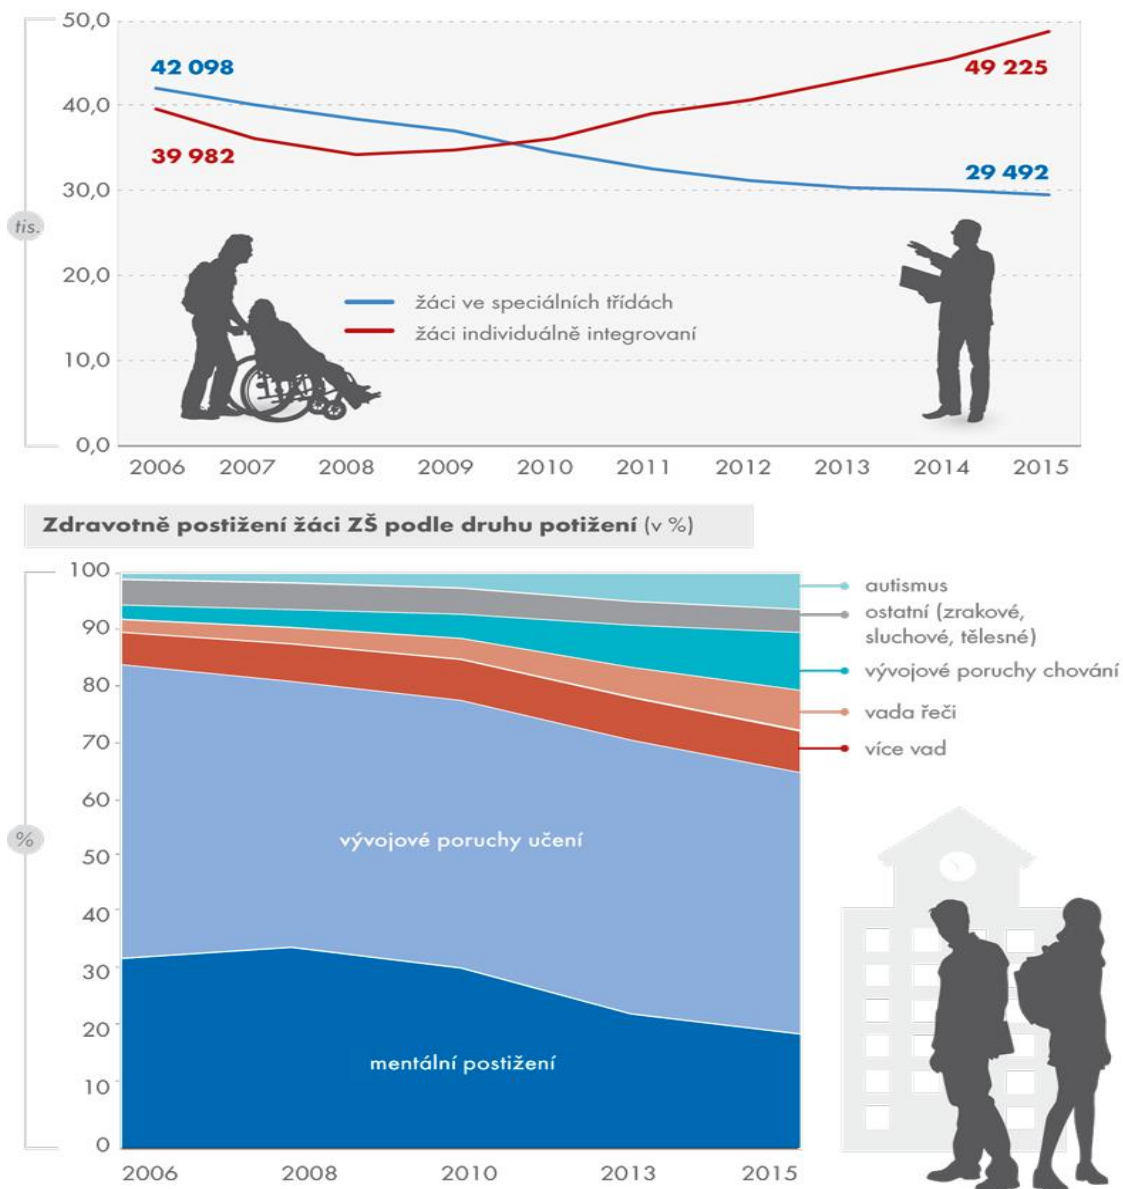 50,0
40,0
30,0
20,0
10,0
0,0
tis.
42 098
39 982
49 225
29 492
žáci ve speciálních třídách
žáci individuálně integrovaní
2006 2007 2008 2009 2010 2011 2012 2013 2014 2015
Zdravotně postižení žáci ZŠ podle druhu potižení (v %)
100
90
80
70
60
50
40
30
20
10
0
%
autismus
ostatní (zrakové,
sluchové, tělesné)
vývojové poruchy chování
vada řeči
více vad
vývojové poruchy učení
mentální postižení
2006 2008 2010 2013 2015